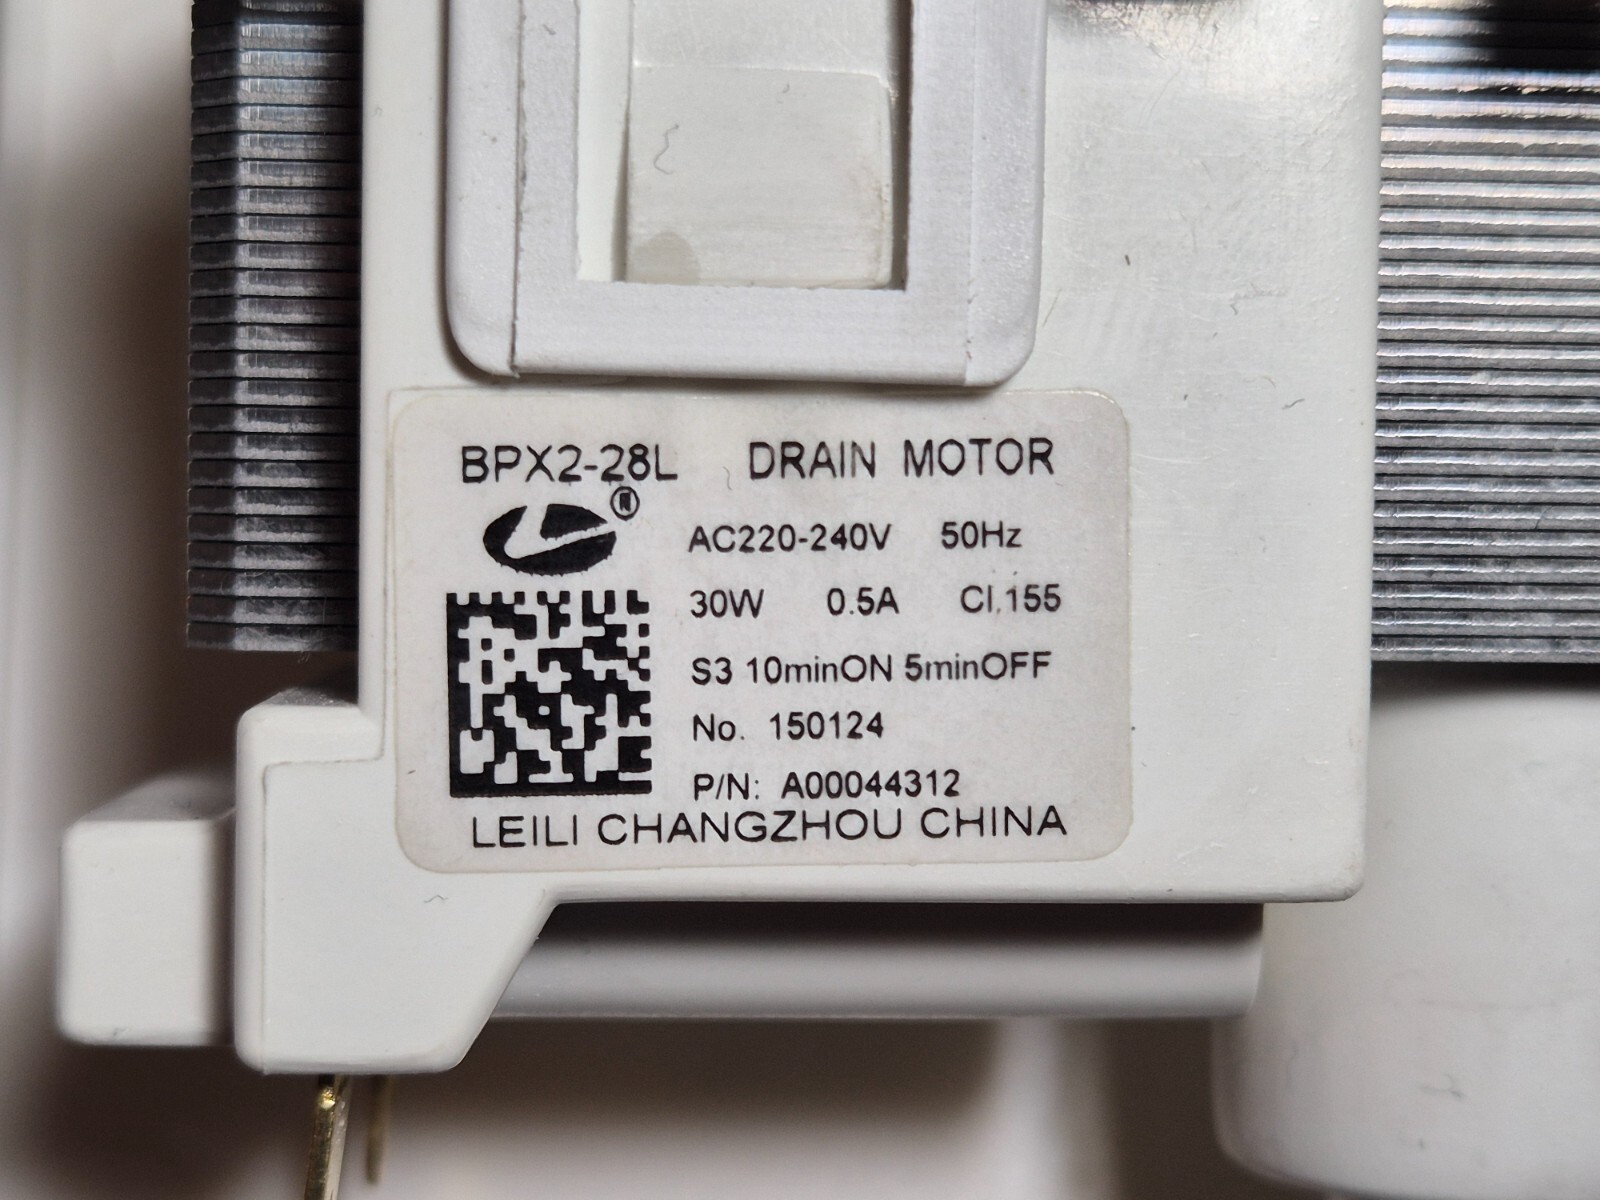 BPX2-28L DRAIN MOTOR
®
AC220-240V 50Hz
30W 0.5A Cl.155
S3 10minON 5minOFF
No. 150124
P/N: A00044312
LEILI CHANGZHOU CHINA